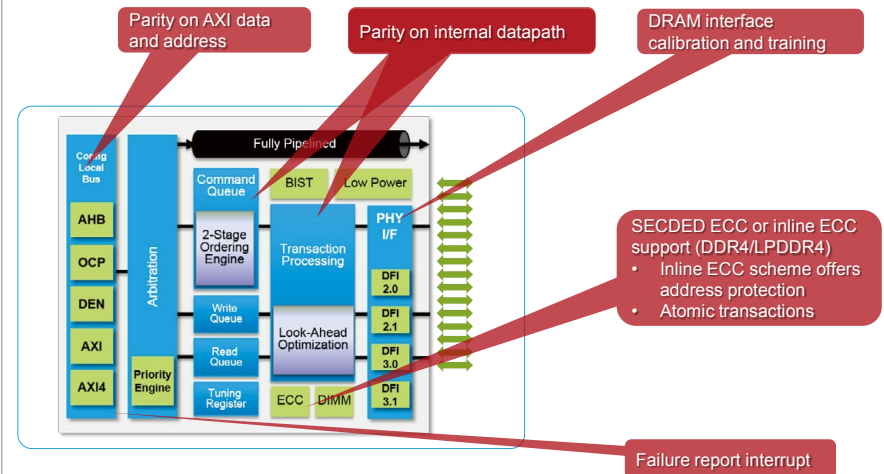 Parity on AXI data
and address
Parity on internal datapath
DRAM interface
calibration and training
Fully Pipelined
Config
Local
Bus
AHB
OCP
DEN
AXI
AXI4
Arbitration
Priority
Engine
Command
Queue
2-Stage
Ordering
Engine
Write
Queue
Read
Queue
Tuning
Register
BIST
Low Power
Transaction
Processing
Look-Ahead
Optimization
ECC
DIMM
PHY
I/F
DFI
2.0
DFI
2.1
DFI
3.0
DFI
3.1
SECDED ECC or inline ECC
support (DDR4/LPDDR4)
• Inline ECC scheme offers
address protection
• Atomic transactions
Failure report interrupt